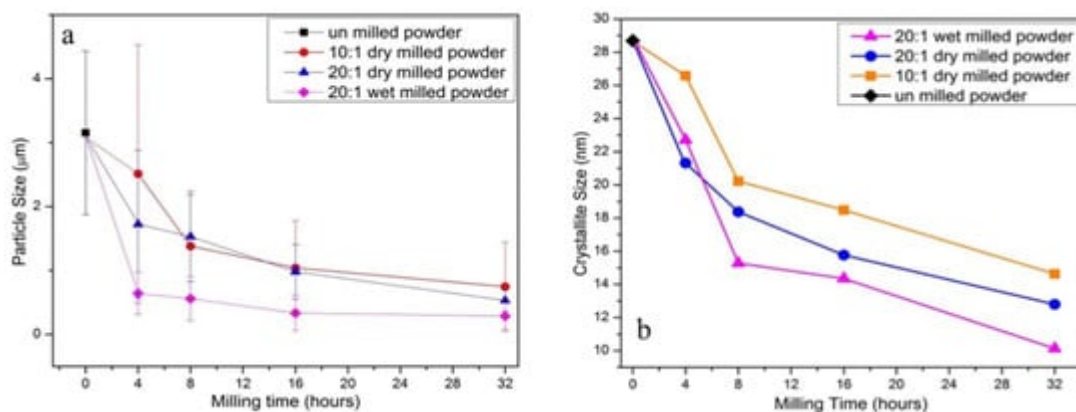 a
un milled powder
10:1 dry milled powder
20:1 dry milled powder
20:1 wet milled powder
4
2
0
Particle Size (μm)
0 4 8 12 16 20 24 28 32
Milling time (hours)
20:1 wet milled powder
20:1 dry milled powder
10:1 dry milled powder
un milled powder
30
28
26
24
22
20
18
16
14
12
10
Crystallite Size (nm)
b
0 4 8 12 16 20 24 28 32
Milling Time (hours)